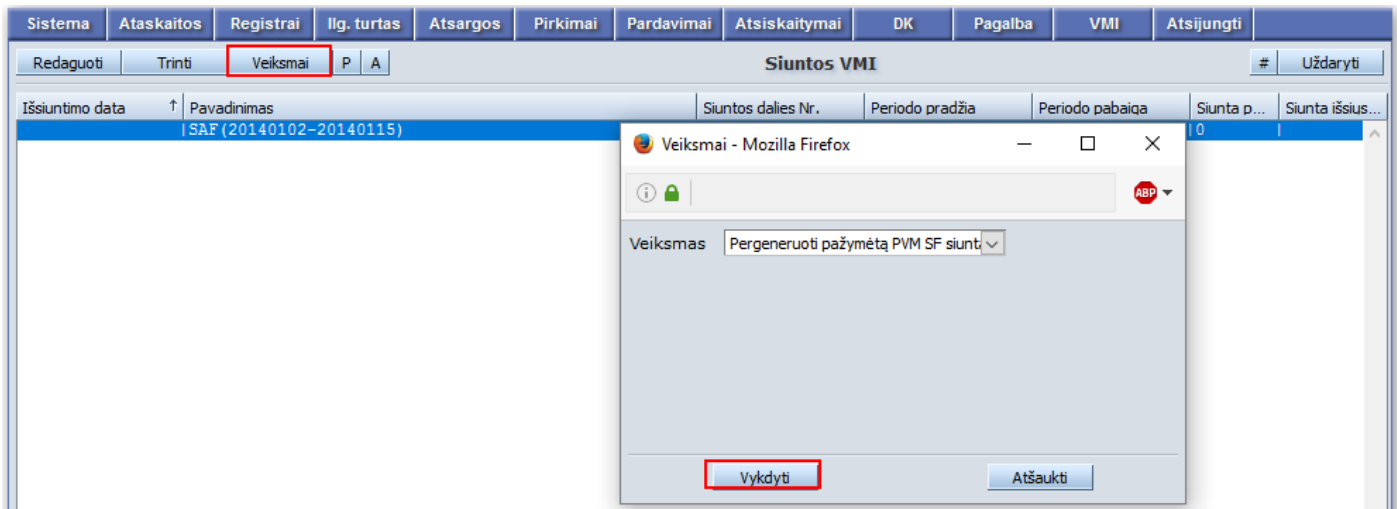 Sistema Ataskaitos Registrai Ilg. turtas Atsargos Pirkimai Pardavimai Atsiskaitymai DK Pagalba VMI Atsijungti
Redaguoti Trinti Veiksmai P A Siuntos VMI # Uždaryti
Išsiuntimo data ↑ Pavadinimas Siuntos dalies Nr. Periodo pradžia Periodo pabaiga Siunta p... Siunta išsius...
|SAF(20140102-20140115) |0 |
Veiksmai - Mozilla Firefox
ABP
Veiksmas Pergeneruoti pažymėtą PVM SF siunt
Vykdyti Atšaukti